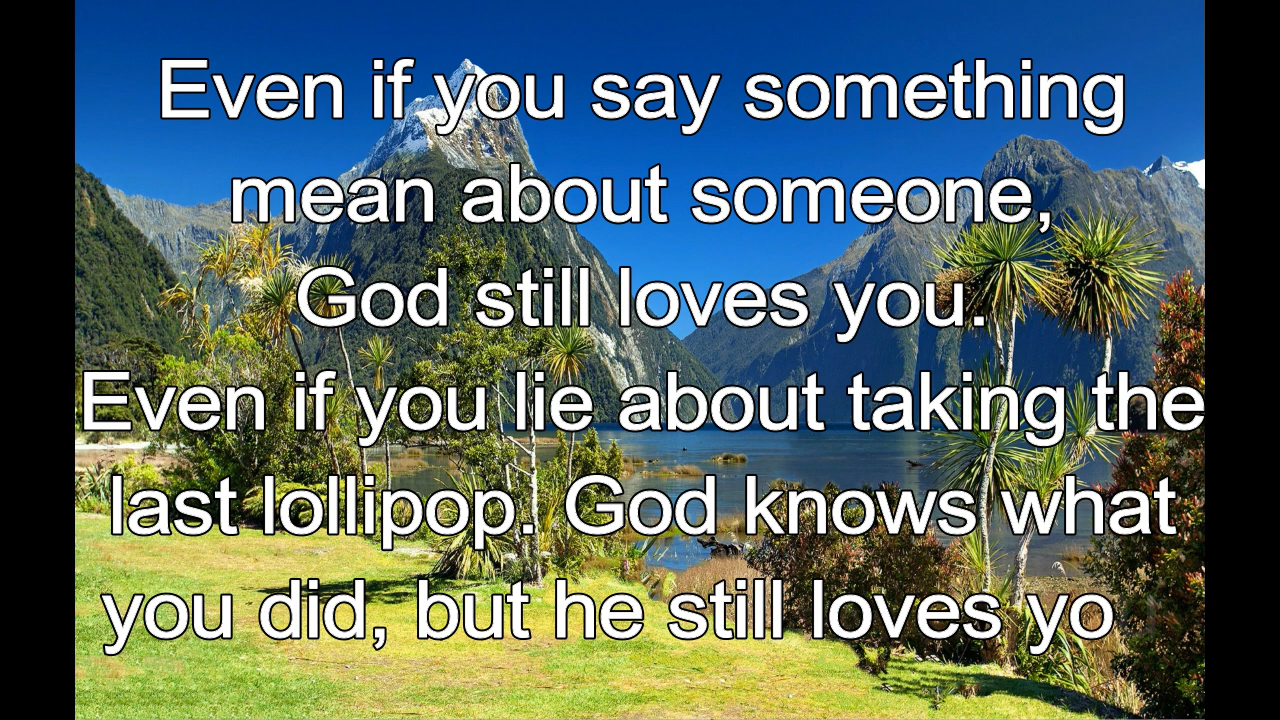 Even if you say something
mean about someone,
God still loves you.
Even if you lie about taking the
last lollipop. God knows what
you did, but he still loves yo